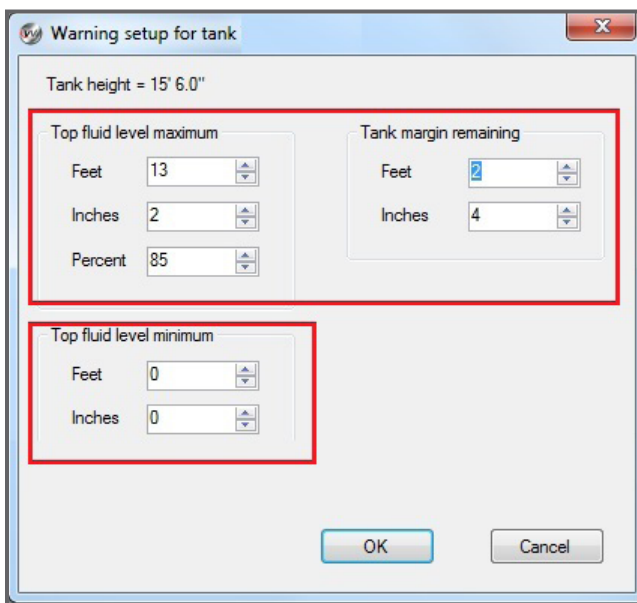 Warning setup for tank
Tank height = 15' 6.0"
Top fluid level maximum
Feet 13
Inches 2
Percent 85
Tank margin remaining
Feet 2
Inches 4
Top fluid level minimum
Feet 0
Inches 0
OK Cancel